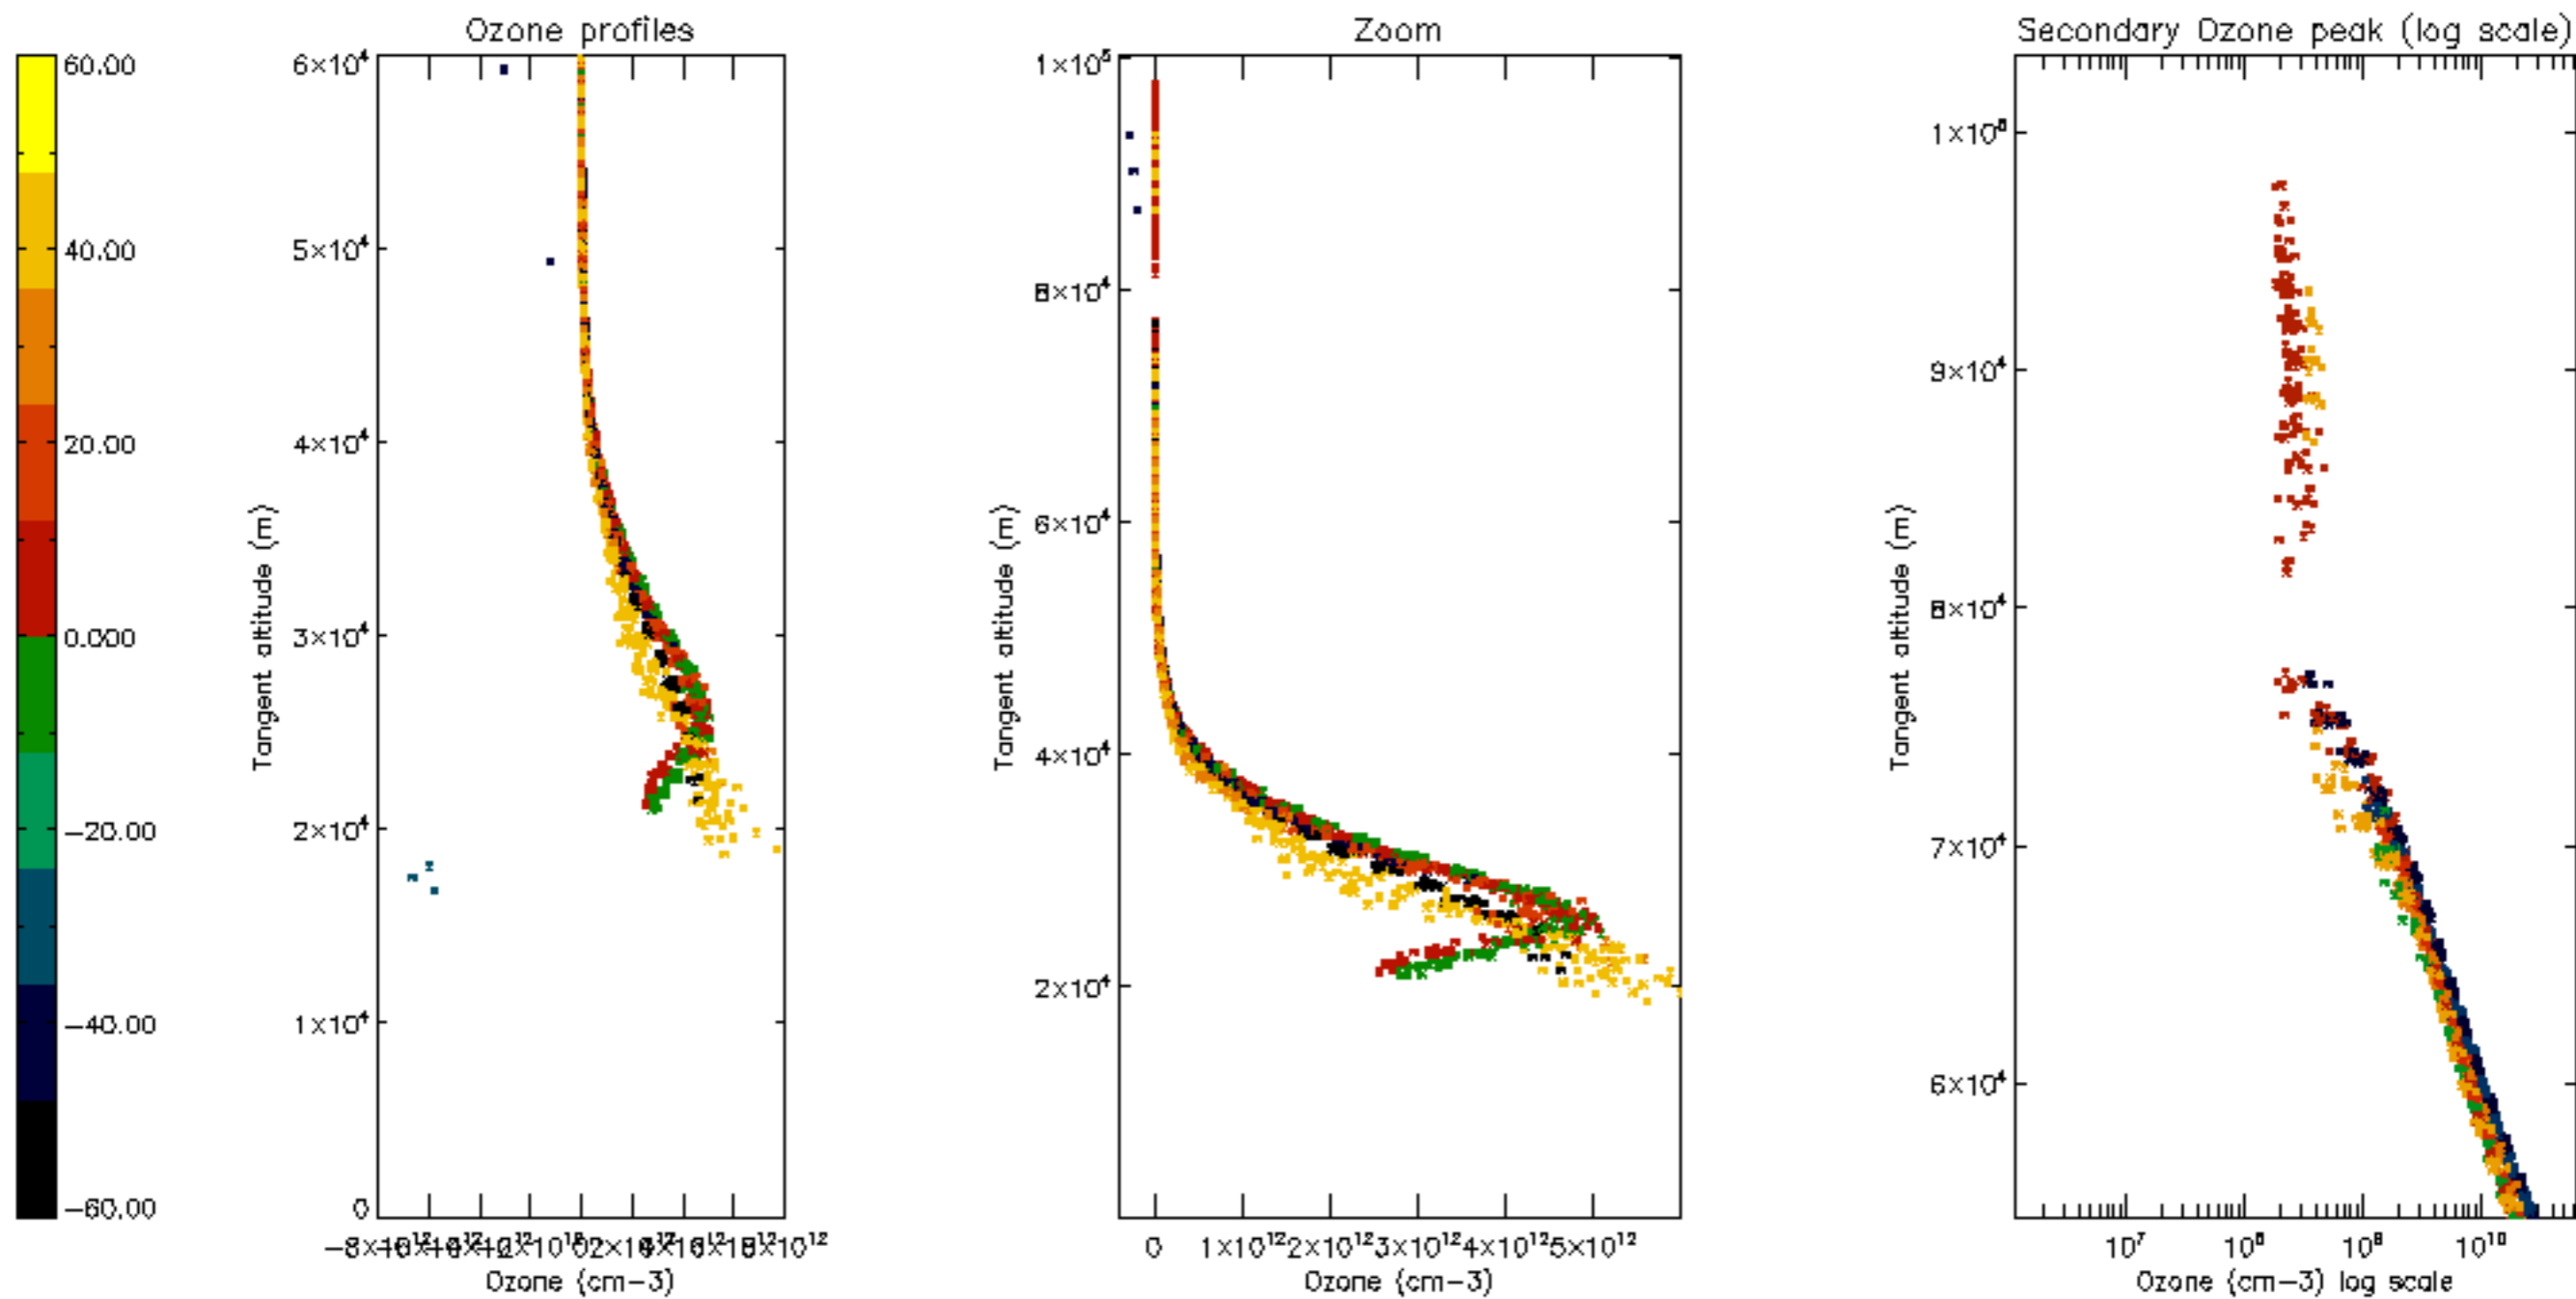 Ozone profiles
Zoom
Secondary Ozone peak (log scale)
60.00
40.00
20.00
0.000
−20.00
−40.00
−60.00
6×10⁴
5×10⁴
4×10⁴
3×10⁴
2×10⁴
1×10⁴
0
Tangent altitude (m)
Ozone (cm−3)
1×10⁵
8×10⁴
6×10⁴
4×10⁴
2×10⁴
Tangent altitude (m)
0 1×10¹² 2×10¹² 3×10¹² 4×10¹² 5×10¹²
Ozone (cm−3)
1×10⁵
9×10⁴
8×10⁴
7×10⁴
6×10⁴
Tangent altitude (m)
10⁷ 10⁸ 10⁹ 10¹⁰
Ozone (cm−3) log scale